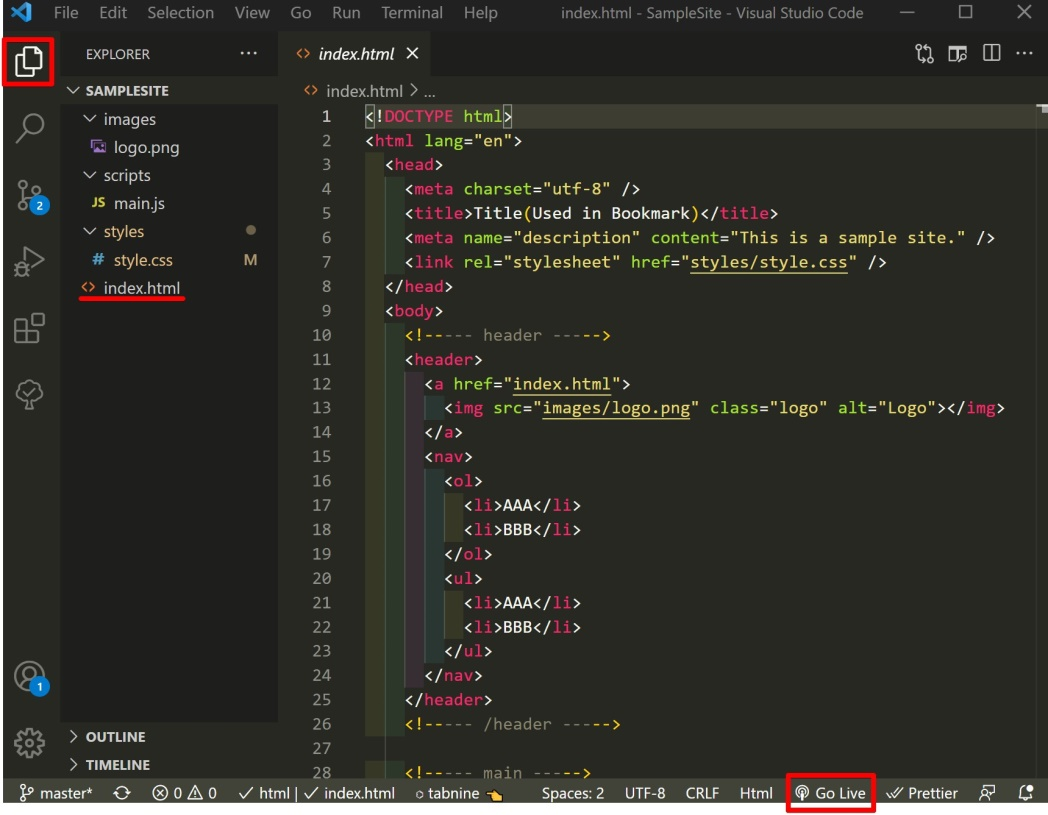 File Edit Selection View Go Run Terminal Help index.html - SampleSite - Visual Studio Code
EXPLORER
SAMPLESITE
images
logo.png
scripts
JS main.js
styles
# style.css M
<> index.html
2
1
OUTLINE
TIMELINE
<> index.html
<> index.html > ...
1 <!DOCTYPE html>
2 <html lang="en">
3 <head>
4 <meta charset="utf-8" />
5 <title>Title(Used in Bookmark)</title>
6 <meta name="description" content="This is a sample site." />
7 <link rel="stylesheet" href="styles/style.css" />
8 </head>
9 <body>
10 <!----- header ----->
11 <header>
12 <a href="index.html">
13 <img src="images/logo.png" class="logo" alt="Logo"></img>
14 </a>
15 <nav>
16 <ol>
17 <li>AAA</li>
18 <li>BBB</li>
19 </ol>
20 <ul>
21 <li>AAA</li>
22 <li>BBB</li>
23 </ul>
24 </nav>
25 </header>
26 <!----- /header ----->
27
28 <!----- main ----->
master* 0 0 html | index.html tabnine Spaces: 2 UTF-8 CRLF Html Go Live Prettier